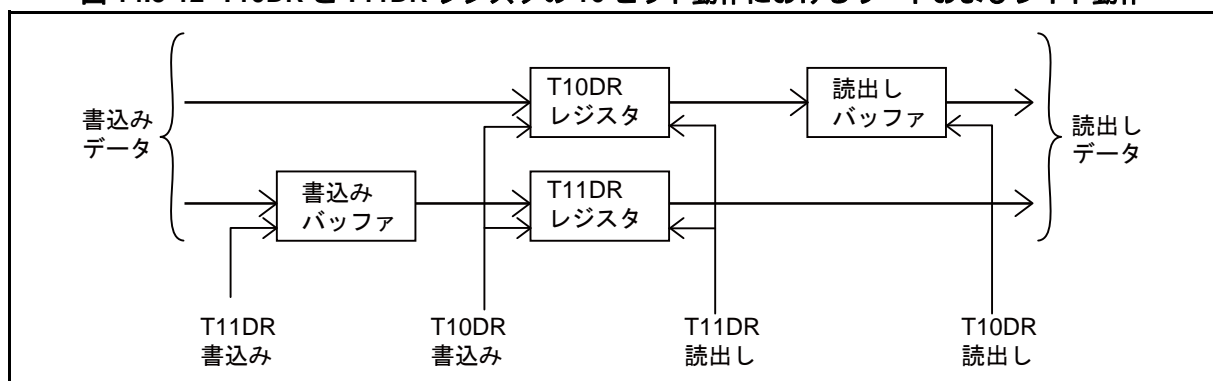 書込み
データ
T10DR
レジスタ
読出し
バッファ
読出し
データ
書込み
バッファ
T11DR
レジスタ
T11DR
書込み
T10DR
書込み
T11DR
読出し
T10DR
読出し